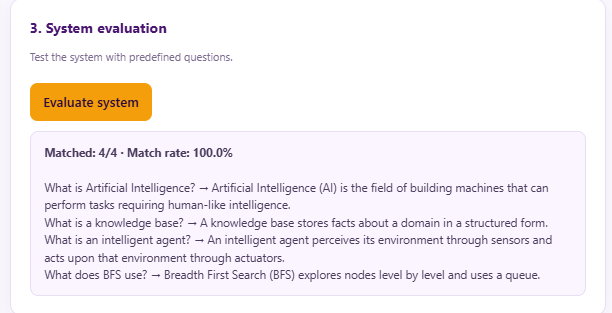 3. System evaluation
Test the system with predefined questions.
Evaluate system
Matched: 4/4 · Match rate: 100.0%
What is Artificial Intelligence? → Artificial Intelligence (AI) is the field of building machines that can
perform tasks requiring human-like intelligence.
What is a knowledge base? → A knowledge base stores facts about a domain in a structured form.
What is an intelligent agent? → An intelligent agent perceives its environment through sensors and
acts upon that environment through actuators.
What does BFS use? → Breadth First Search (BFS) explores nodes level by level and uses a queue.